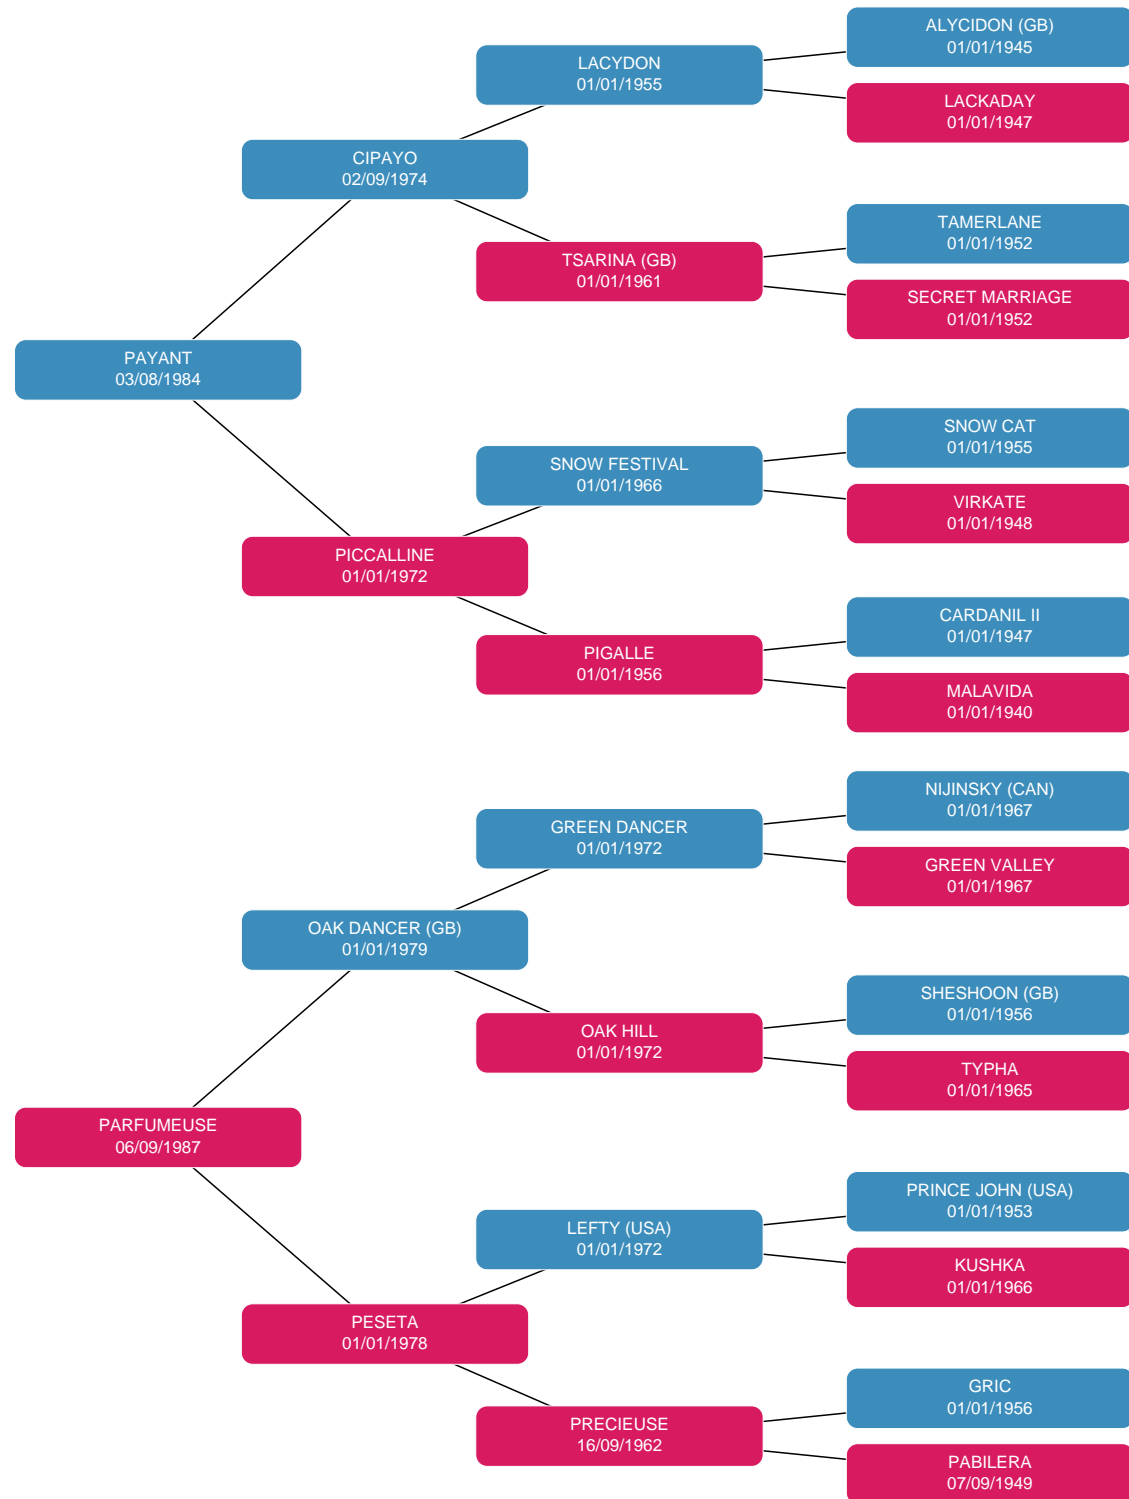 ALYCIDON (GB)
01/01/1945
LACYDON
01/01/1955
LACKADAY
01/01/1947
CIPAYO
02/09/1974
TAMERLANE
01/01/1952
TSARINA (GB)
01/01/1961
SECRET MARRIAGE
01/01/1952
PAYANT
03/08/1984
SNOW CAT
01/01/1955
SNOW FESTIVAL
01/01/1966
VIRKATE
01/01/1948
PICCALLINE
01/01/1972
CARDANIL II
01/01/1947
PIGALLE
01/01/1956
MALAVIDA
01/01/1940
NIJINSKY (CAN)
01/01/1967
GREEN DANCER
01/01/1972
GREEN VALLEY
01/01/1967
OAK DANCER (GB)
01/01/1979
SHESHOON (GB)
01/01/1956
OAK HILL
01/01/1972
TYPHA
01/01/1965
PARFUMEUSE
06/09/1987
PRINCE JOHN (USA)
01/01/1953
LEFTY (USA)
01/01/1972
KUSHKA
01/01/1966
PESETA
01/01/1978
GRIC
01/01/1956
PRECIEUSE
16/09/1962
PABILERA
07/09/1949